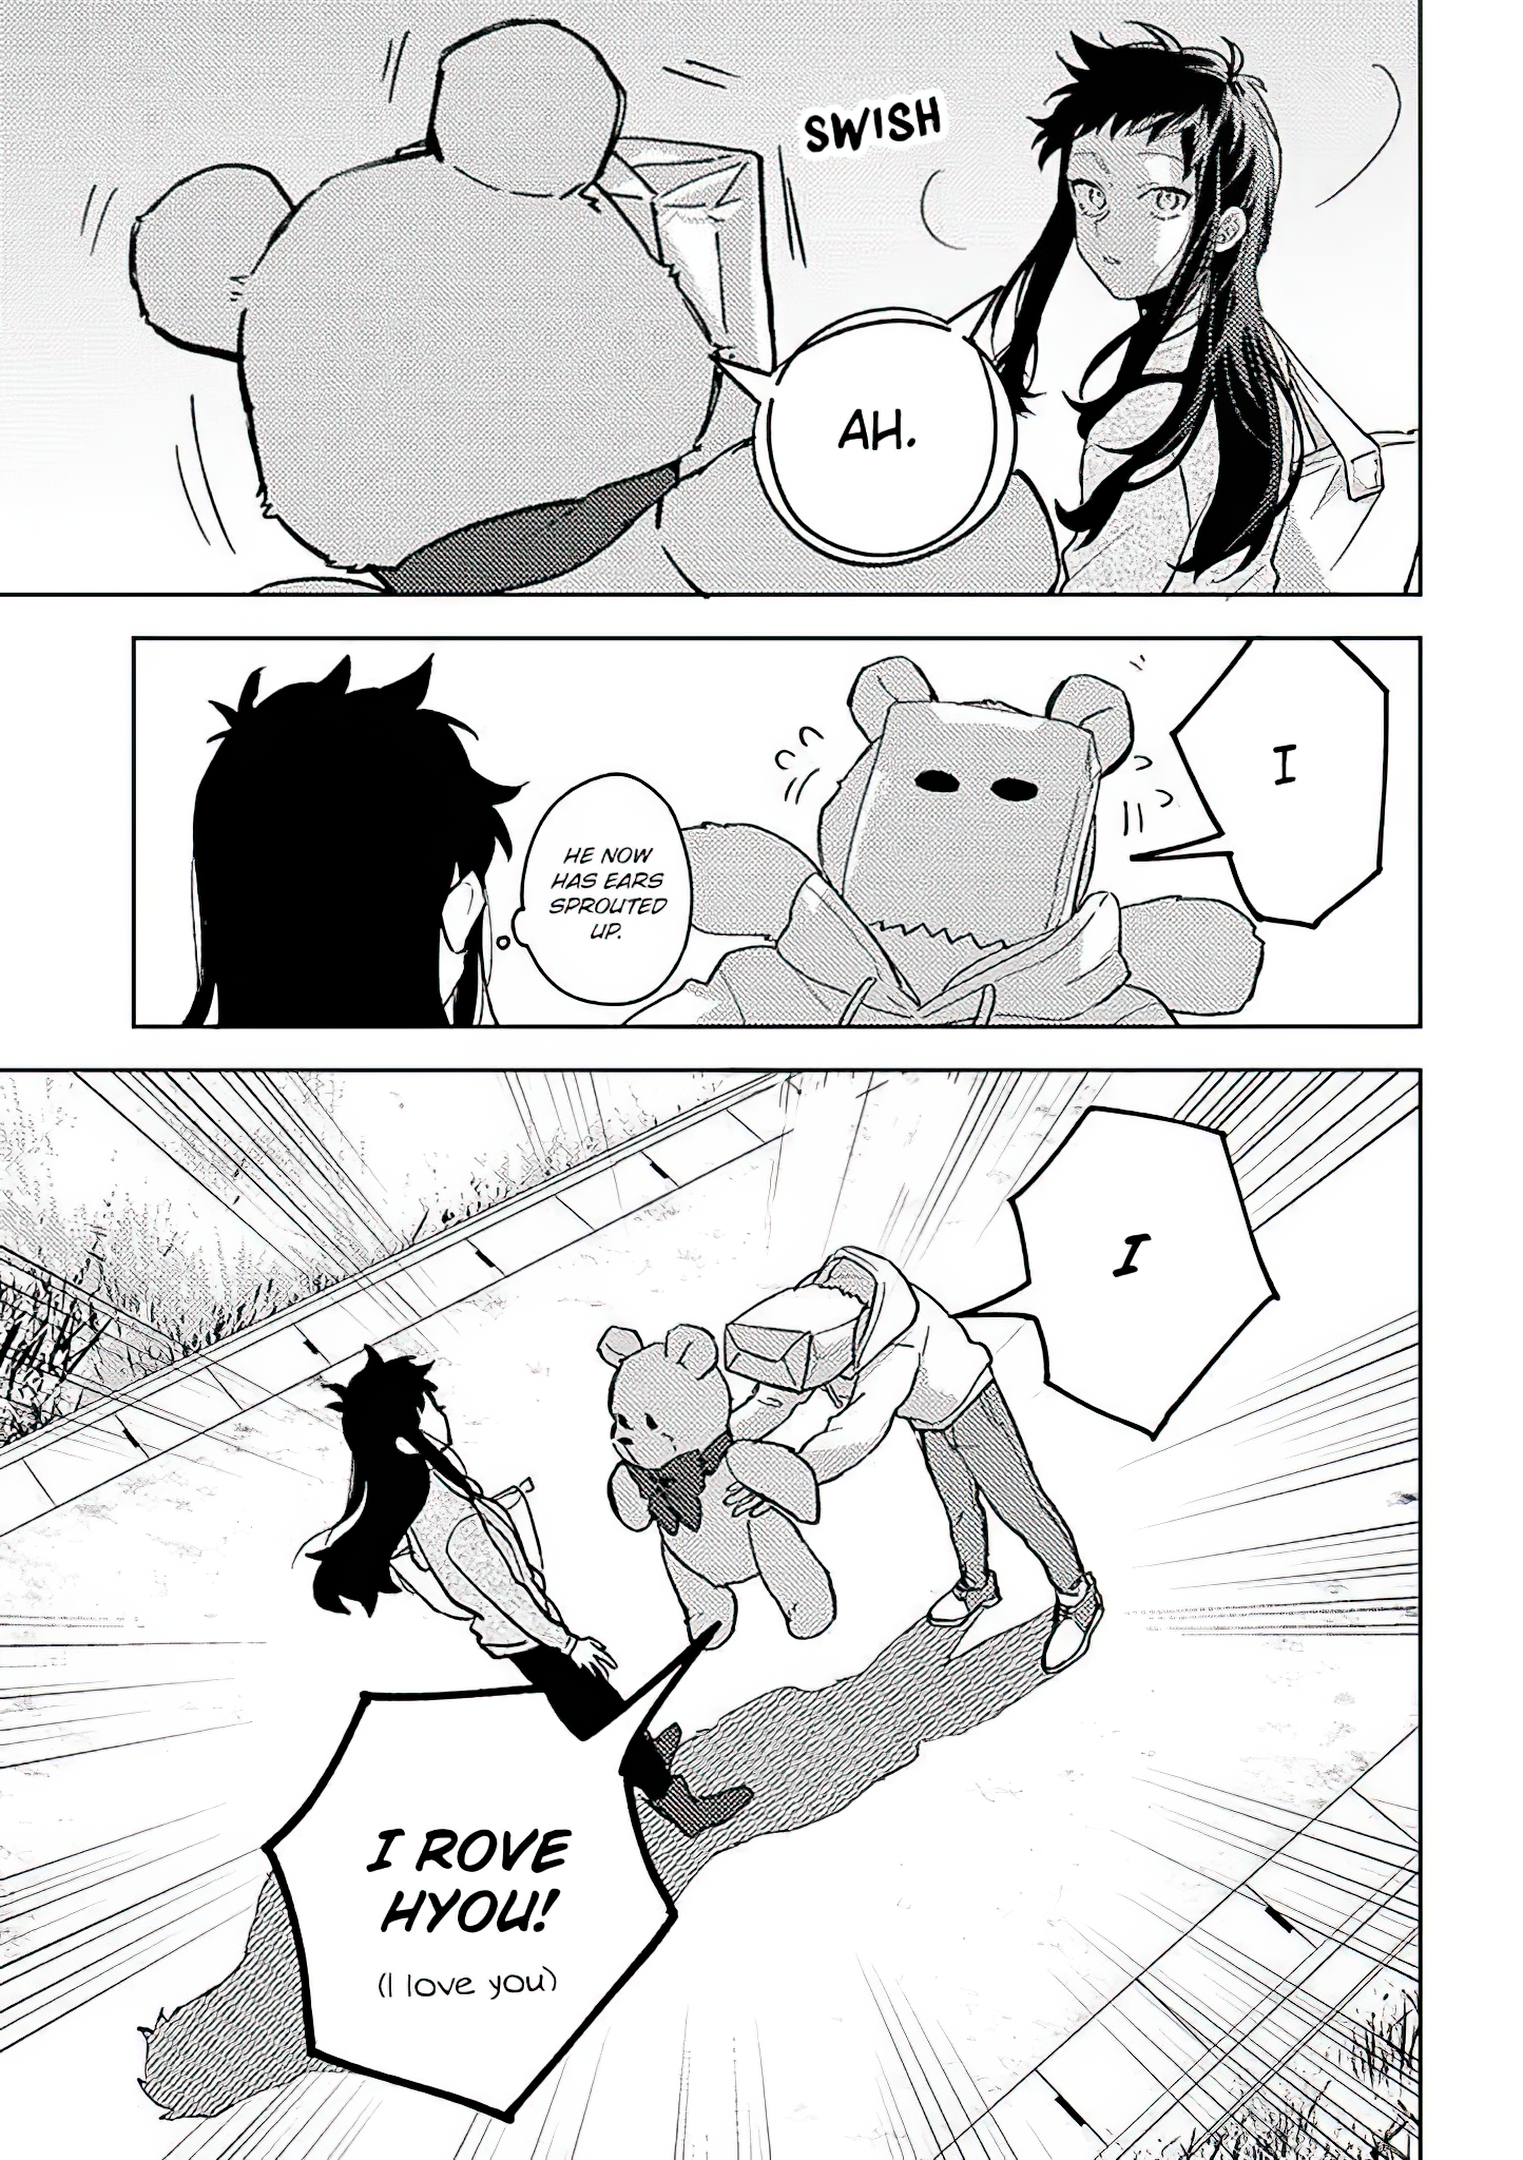 SWISH
AH.
I
HE NOW
HAS EARS
SPROUTED
UP.
I
I ROVE
HYOU!
(I love you)